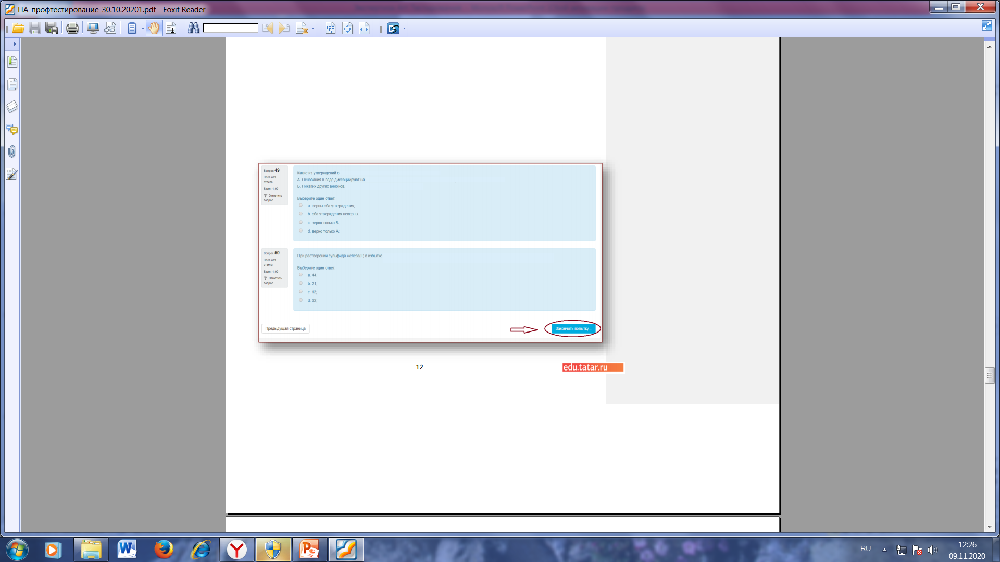 ПА-профтестирование-30.10.20201.pdf - Foxit Reader
Вопрос 49
Пока нет
ответа
Балл: 1,00
Отметить
вопрос
Какие из утверждений о
А. Основания в воде диссоциируют на
Б. Никаких других анионов,
Выберите один ответ:
a. верны оба утверждения;
b. оба утверждения неверны.
c. верно только Б;
d. верно только А;
Вопрос 50
Пока нет
ответа
Балл: 1,00
Отметить
вопрос
При растворении сульфида железа(II) в избытке
Выберите один ответ:
a. 44.
b. 21;
c. 12;
d. 32;
Предыдущая страница
Закончить попытку...
12
edu.tatar.ru
RU
12:26
09.11.2020